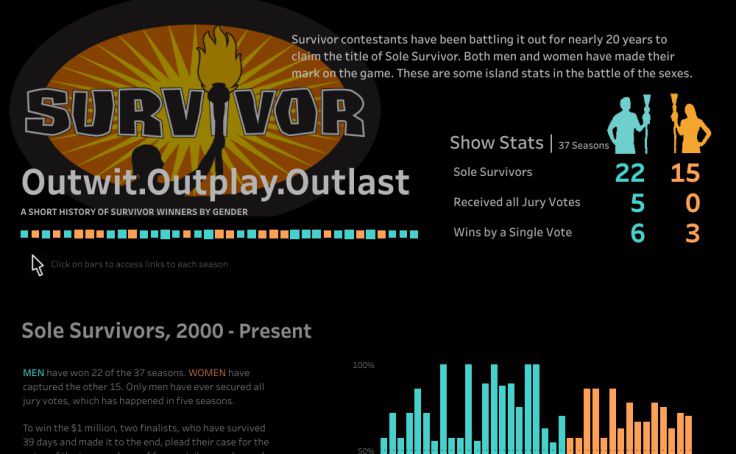 Survivor contestants have been battling it out for nearly 20 years to
claim the title of Sole Survivor. Both men and women have made their
mark on the game. These are some island stats in the battle of the sexes.
SURVIVOR
Outwit.Outplay.Outlast
A SHORT HISTORY OF SURVIVOR WINNERS BY GENDER
Click on bars to access links to each season
Show Stats | 37 Seasons
Sole Survivors 22 15
Received all Jury Votes 5 0
Wins by a Single Vote 6 3
Sole Survivors, 2000 - Present
MEN have won 22 of the 37 seasons. WOMEN have
captured the other 15. Only men have ever secured all
jury votes, which has happened in five seasons.
To win the $1 million, two finalists, who have survived
39 days and made it to the end, plead their case for the
100%
50%